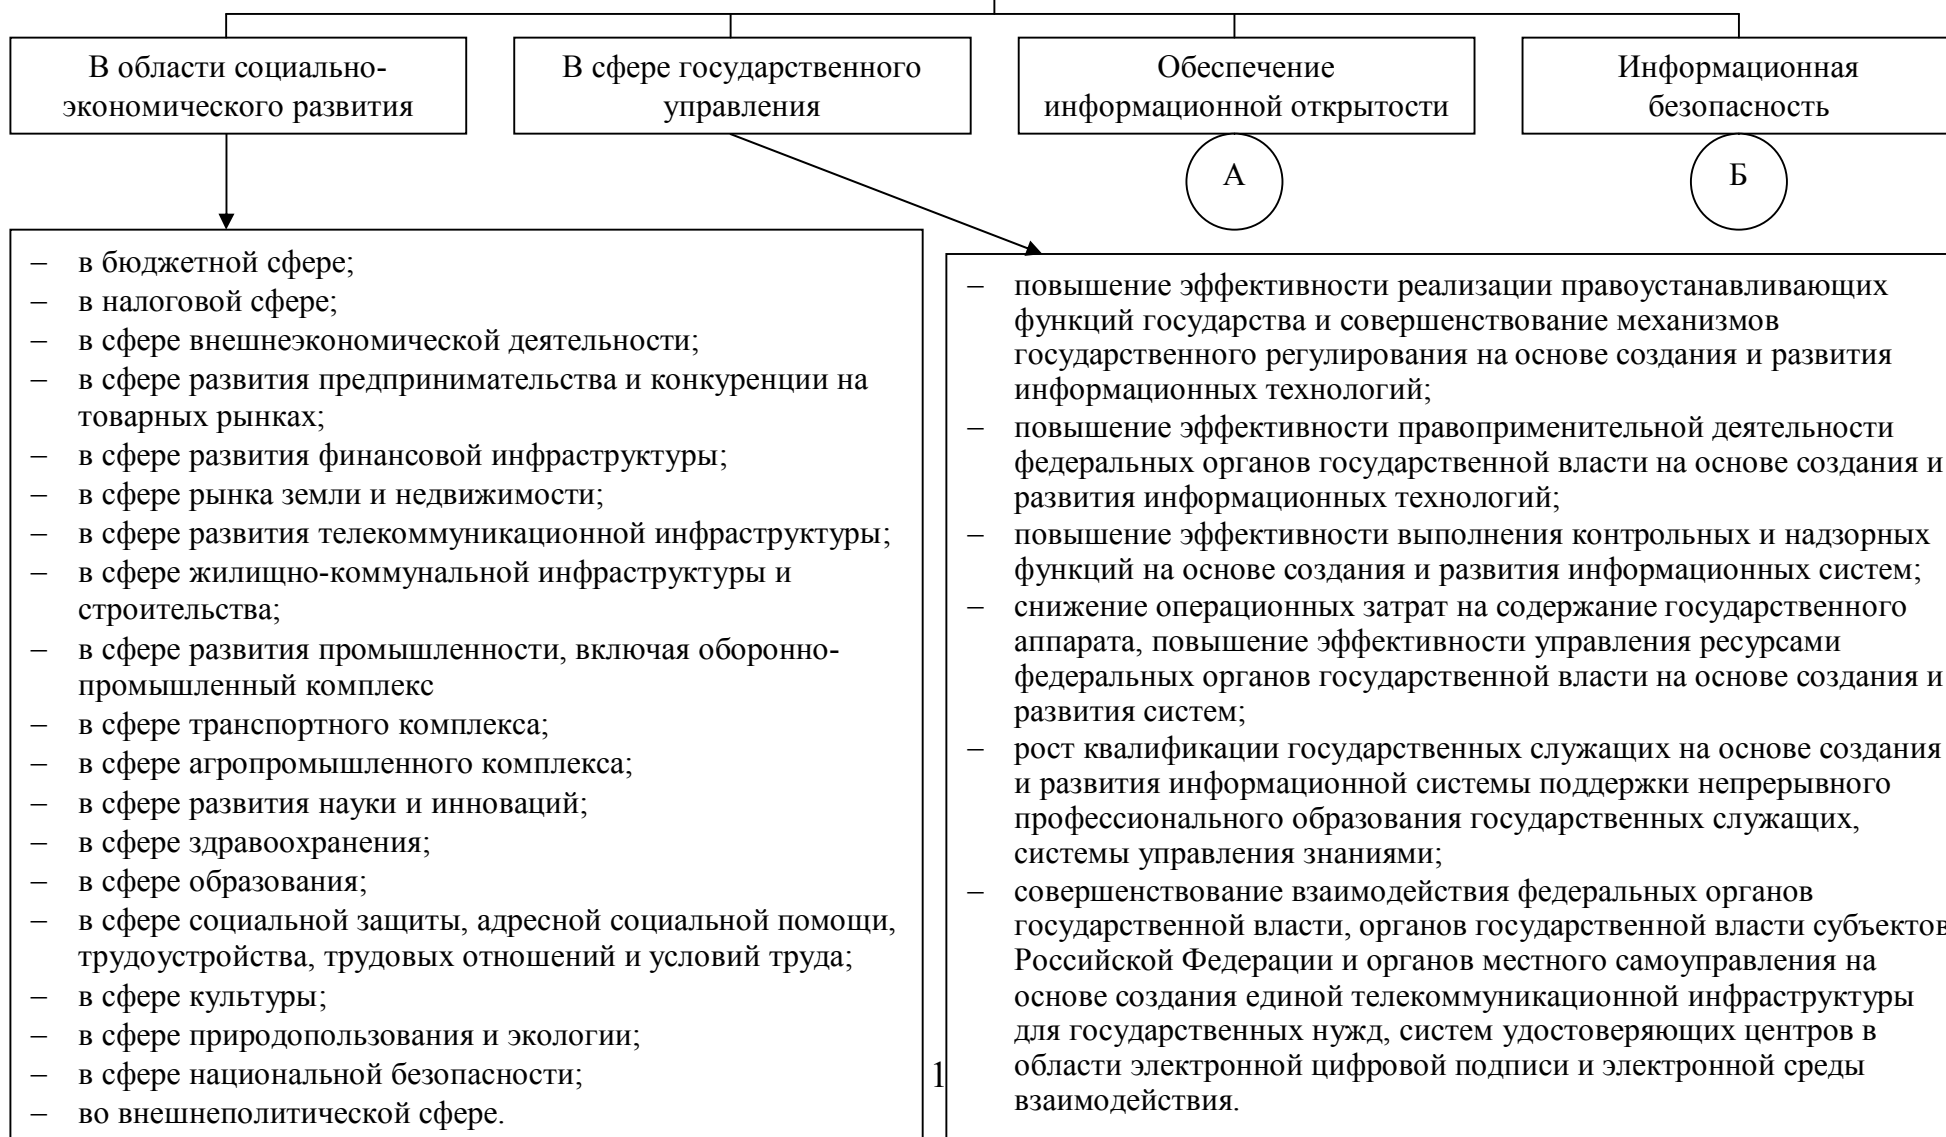 В области социально-
экономического развития
В сфере государственного
управления
Обеспечение
информационной открытости
Информационная
безопасность
А
Б
– в бюджетной сфере;
– в налоговой сфере;
– в сфере внешнеэкономической деятельности;
– в сфере развития предпринимательства и конкуренции на
товарных рынках;
– в сфере развития финансовой инфраструктуры;
– в сфере рынка земли и недвижимости;
– в сфере развития телекоммуникационной инфраструктуры;
– в сфере жилищно-коммунальной инфраструктуры и
строительства;
– в сфере развития промышленности, включая оборонно-
промышленный комплекс
– в сфере транспортного комплекса;
– в сфере агропромышленного комплекса;
– в сфере развития науки и инноваций;
– в сфере здравоохранения;
– в сфере образования;
– в сфере социальной защиты, адресной социальной помощи,
трудоустройства, трудовых отношений и условий труда;
– в сфере культуры;
– в сфере природопользования и экологии;
– в сфере национальной безопасности;
– во внешнеполитической сфере.
1
– повышение эффективности реализации правоустанавливающих
функций государства и совершенствование механизмов
государственного регулирования на основе создания и развития
информационных технологий;
– повышение эффективности правоприменительной деятельности
федеральных органов государственной власти на основе создания и
развития информационных технологий;
– повышение эффективности выполнения контрольных и надзорных
функций на основе создания и развития информационных систем;
– снижение операционных затрат на содержание государственного
аппарата, повышение эффективности управления ресурсами
федеральных органов государственной власти на основе создания и
развития систем;
– рост квалификации государственных служащих на основе создания
и развития информационной системы поддержки непрерывного
профессионального образования государственных служащих,
системы управления знаниями;
– совершенствование взаимодействия федеральных органов
государственной власти, органов государственной власти субъектов
Российской Федерации и органов местного самоуправления на
основе создания единой телекоммуникационной инфраструктуры
для государственных нужд, систем удостоверяющих центров в
области электронной цифровой подписи и электронной среды
взаимодействия.